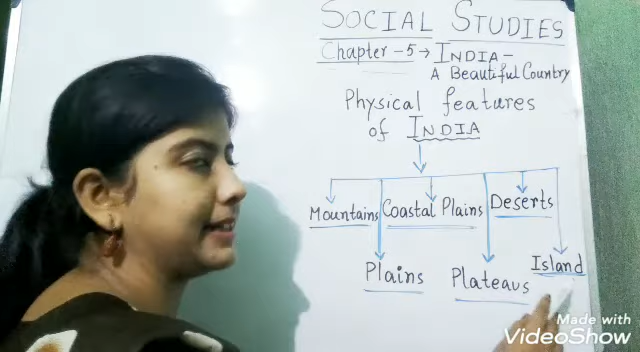 SOCIAL STUDIES
Chapter-5→ INDIA-
A Beautiful Country
Physical features
of INDIA
Mountains Coastal Plains Deserts
Plains Plateaus Island
Made with
VideoShow